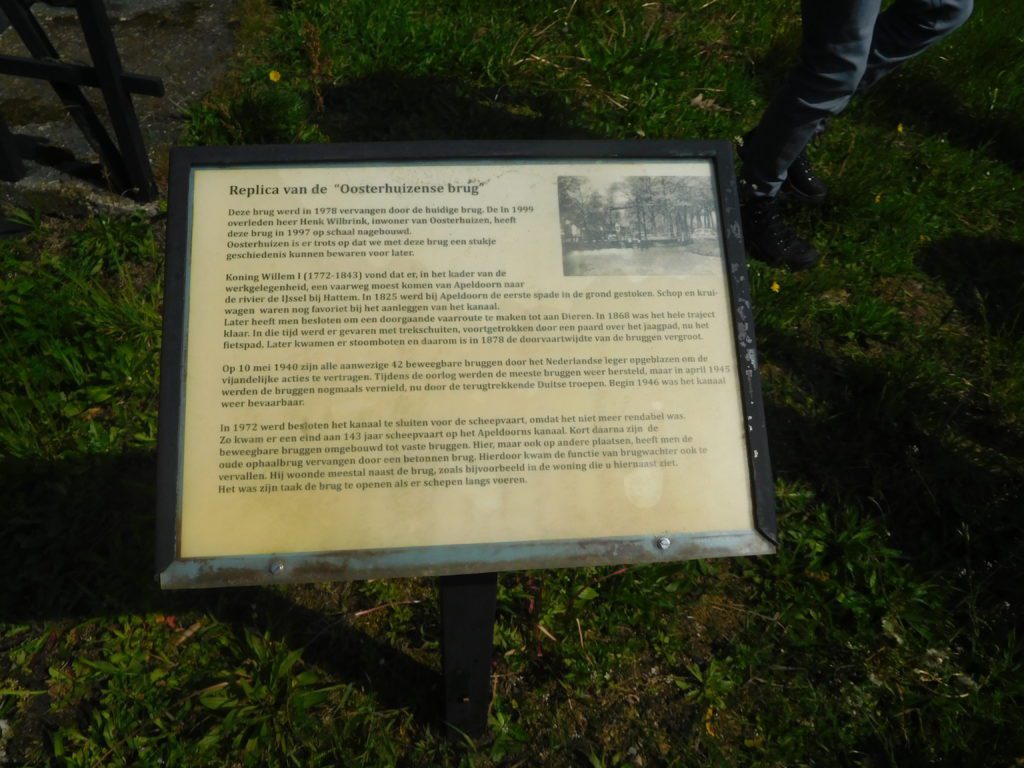 Replica van de "Oosterhuizense brug"
Deze brug werd in 1978 vervangen door de huidige brug. De in 1999
overleden heer Henk Wilbrink, inwoner van Oosterhuizen, heeft
deze brug in 1997 op schaal nagebouwd.
Oosterhuizen is er trots op dat we met deze brug een stukje
geschiedenis kunnen bewaren voor later.
Koning Willem I (1772-1843) vond dat er, in het kader van de
werkgelegenheid, een vaarweg moest komen van Apeldoorn naar
de rivier de IJssel bij Hattem. In 1825 werd bij Apeldoorn de eerste spade in de grond gestoken. Schop en krui-
wagen waren nog favoriet bij het aanleggen van het kanaal.
Later heeft men besloten om een doorgaande vaarroute te maken tot aan Dieren. In 1868 was het hele traject
klaar. In die tijd werd er gevaren met trekschuiten, voortgetrokken door een paard over het jaagpad, nu het
fietspad. Later kwamen er stoomboten en daarom is in 1878 de doorvaartwijdte van de bruggen vergroot.
Op 10 mei 1940 zijn alle aanwezige 42 beweegbare bruggen door het Nederlandse leger opgeblazen om de
vijandelijke acties te vertragen. Tijdens de oorlog werden de meeste bruggen weer hersteld, maar in april 1945
werden de bruggen nogmaals vernield, nu door de terugtrekkende Duitse troepen. Begin 1946 was het kanaal
weer bevaarbaar.
In 1972 werd besloten het kanaal te sluiten voor de scheepvaart, omdat het niet meer rendabel was.
Zo kwam er een eind aan 143 jaar scheepvaart op het Apeldoorns kanaal. Kort daarna zijn de
beweegbare bruggen omgebouwd tot vaste bruggen. Hier, maar ook op andere plaatsen, heeft men de
oude ophaalbrug vervangen door een betonnen brug. Hierdoor kwam de functie van brugwachter ook te
vervallen. Hij woonde meestal naast de brug, zoals bijvoorbeeld in de woning die u hiernaast ziet.
Het was zijn taak de brug te openen als er schepen langs voeren.